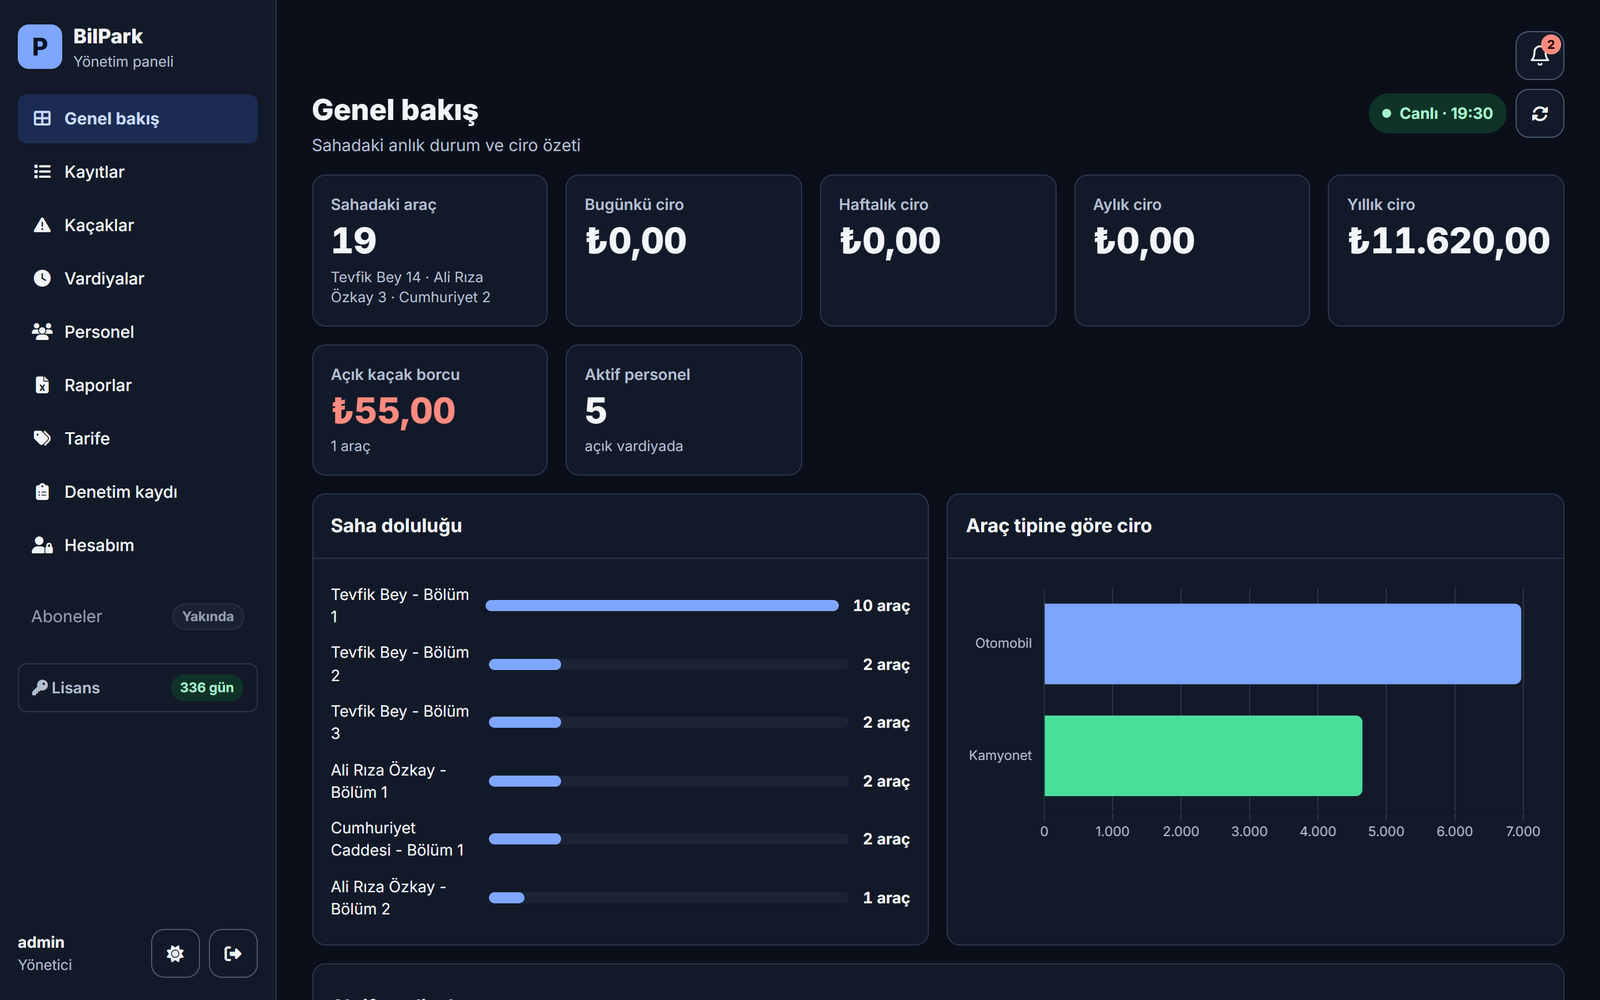 P
BilPark
Yönetim paneli
Genel bakış
Kayıtlar
Kaçaklar
Vardiyalar
Personel
Raporlar
Tarife
Denetim kaydı
Hesabım
Aboneler
Yakında
Lisans
336 gün
admin
Yönetici
2
Genel bakış
Sahadaki anlık durum ve ciro özeti
Canlı · 19:30
Sahadaki araç
19
Tevfik Bey 14 · Ali Rıza
Özkay 3 · Cumhuriyet 2
Bugünkü ciro
₺0,00
Haftalık ciro
₺0,00
Aylık ciro
₺0,00
Yıllık ciro
₺11.620,00
Açık kaçak borcu
₺55,00
1 araç
Aktif personel
5
açık vardiyada
Saha doluluğu
Tevfik Bey - Bölüm
1
10 araç
Tevfik Bey - Bölüm
2
2 araç
Tevfik Bey - Bölüm
3
2 araç
Ali Rıza Özkay -
Bölüm 1
2 araç
Cumhuriyet
Caddesi - Bölüm 1
2 araç
Ali Rıza Özkay -
Bölüm 2
1 araç
Araç tipine göre ciro
Otomobil
Kamyonet
0 1.000 2.000 3.000 4.000 5.000 6.000 7.000